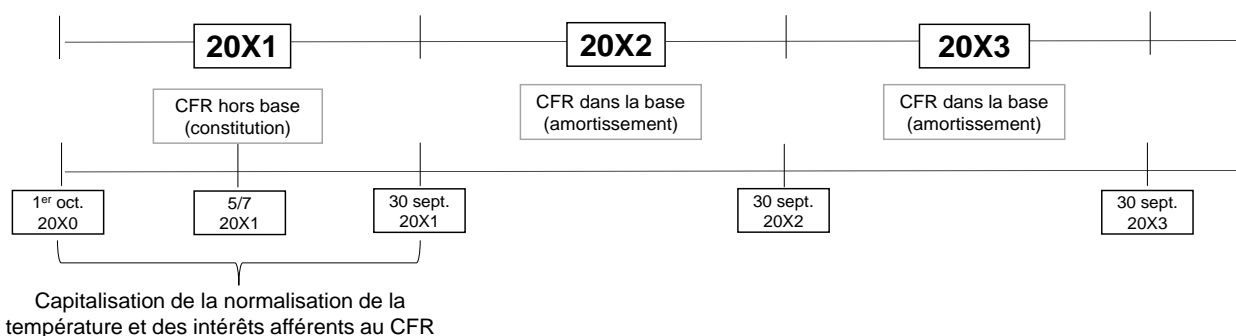 20X1
20X2
20X3
CFR hors base
(constitution)
CFR dans la base
(amortissement)
CFR dans la base
(amortissement)
1er oct.
20X0
5/7
20X1
30 sept.
20X1
30 sept.
20X2
30 sept.
20X3
Capitalisation de la normalisation de la
température et des intérêts afférents au CFR